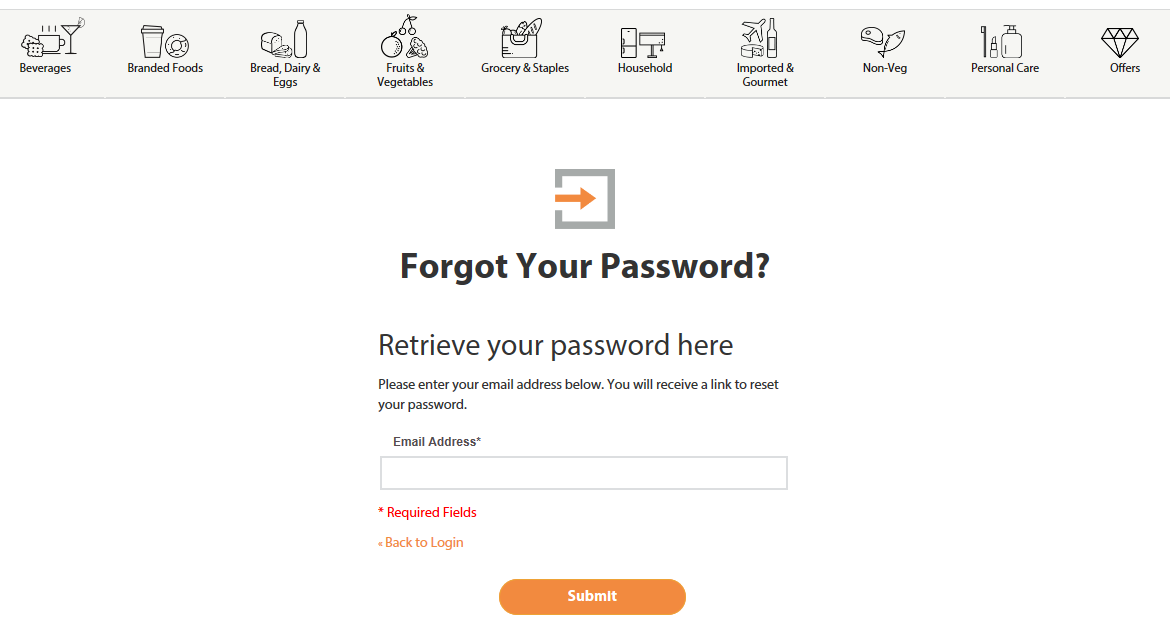 Beverages
Branded Foods
Bread, Dairy &
Eggs
Fruits &
Vegetables
Grocery & Staples
Household
Imported &
Gourmet
Non-Veg
Personal Care
Offers
Forgot Your Password?
Retrieve your password here
Please enter your email address below. You will receive a link to reset
your password.
Email Address*
* Required Fields
« Back to Login
Submit